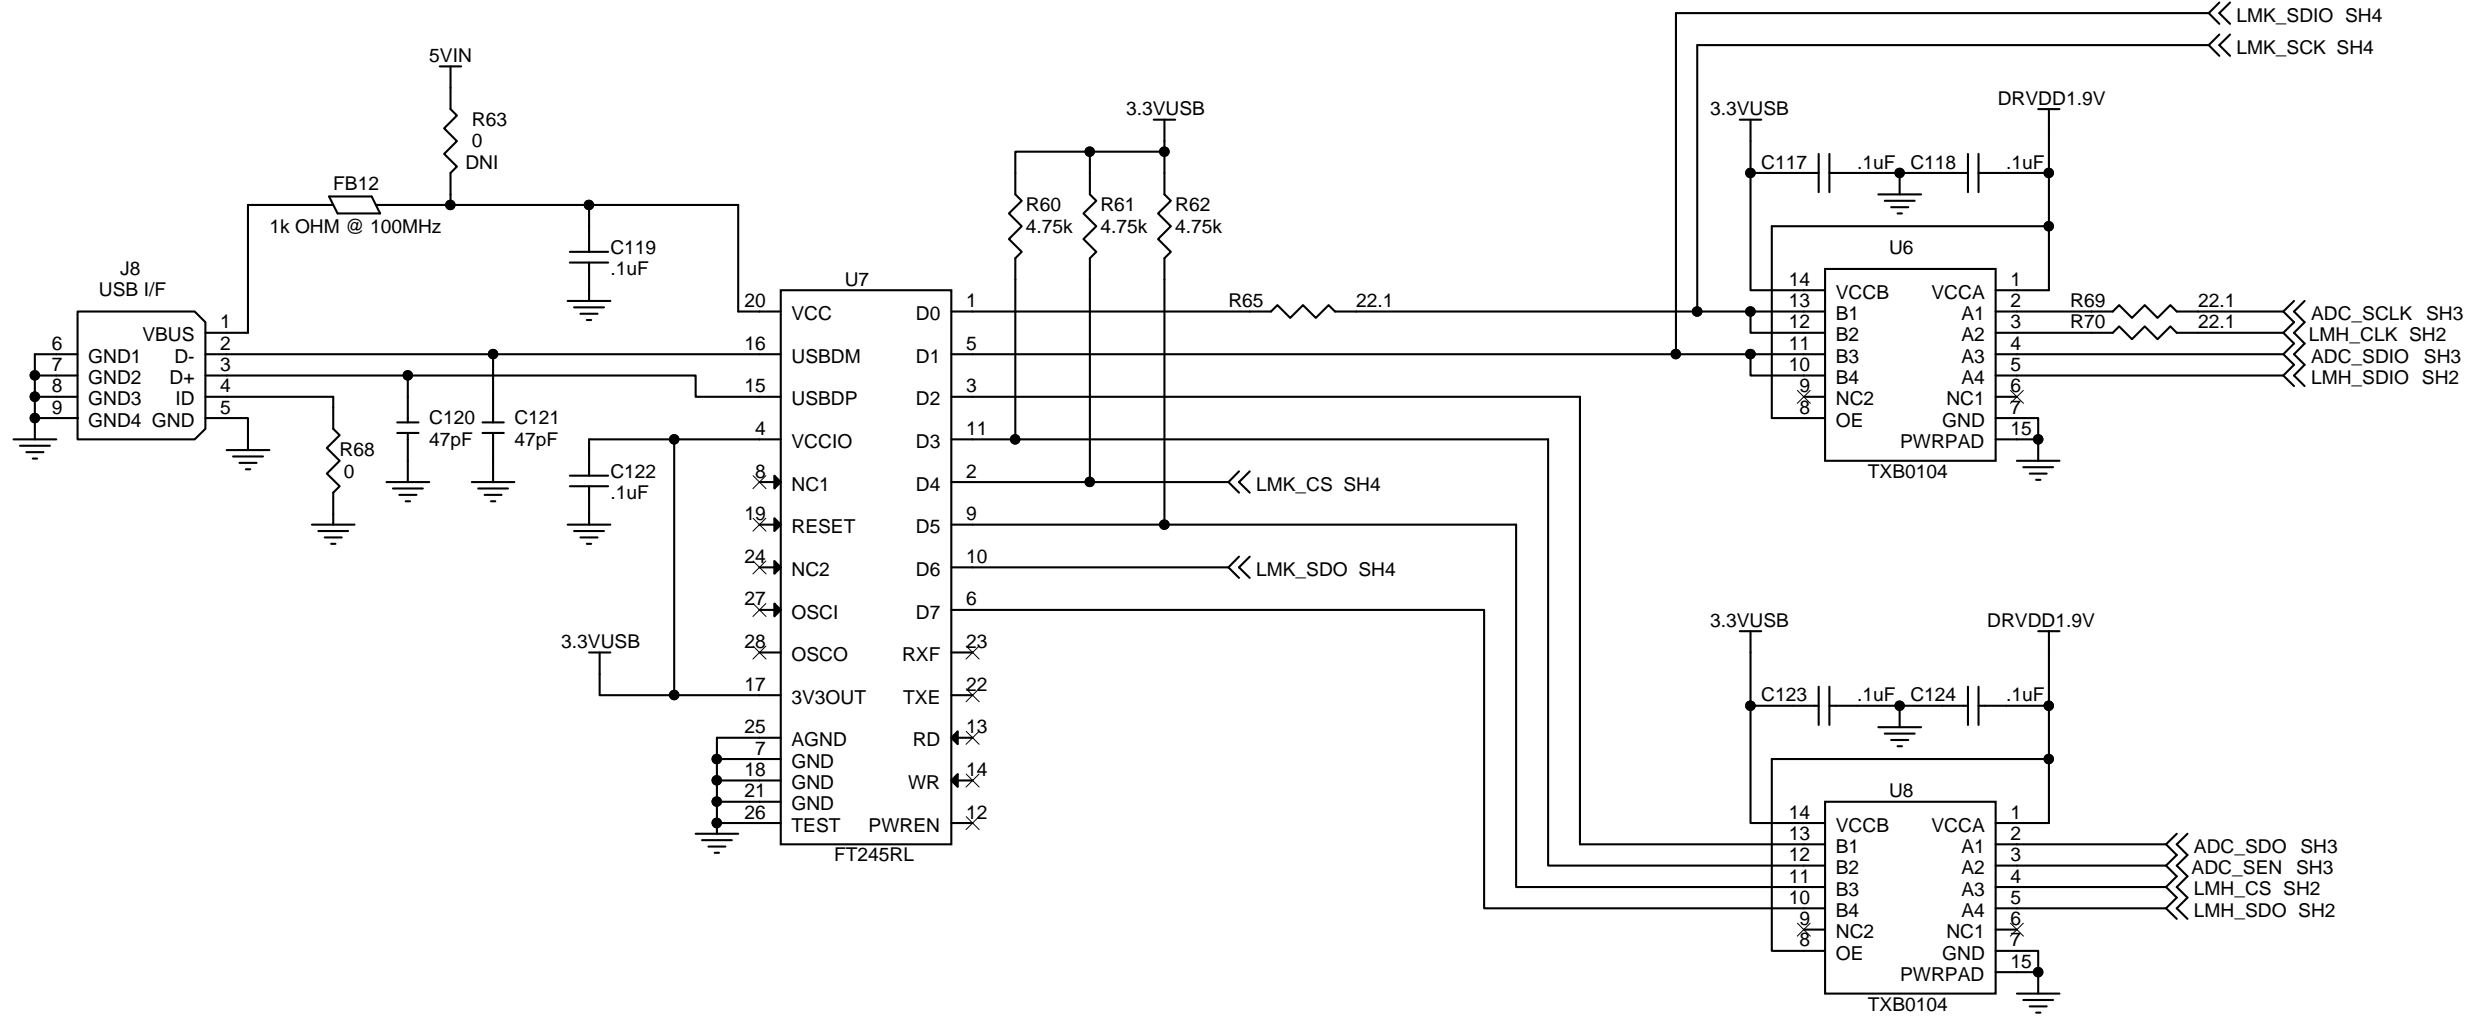 LMK_SDIO SH4
LMK_SCK SH4
5VIN
R63
0
DNI
FB12
1k OHM @ 100MHz
C119
.1uF
J8
USB I/F
VBUS 1
6 GND1 D- 2
7 GND2 D+ 3
8 GND3 ID 4
9 GND4 GND 5
R68
0
C120
47pF
C121
47pF
C122
.1uF
3.3VUSB
U7
20 VCC D0 1
16 USBDM D1 5
15 USBDP D2 3
4 VCCIO D3 11
8 NC1 D4 2
19 RESET D5 9
24 NC2 D6 10
27 OSCI D7 6
28 OSCO RXF 23
17 3V3OUT TXE 22
25 AGND RD 13
7 GND
18 GND WR 14
21 GND
26 TEST PWREN 12
FT245RL
3.3VUSB
R60
4.75k
R61
4.75k
R62
4.75k
R65 22.1
LMK_CS SH4
LMK_SDO SH4
3.3VUSB
DRVDD1.9V
C117 .1uF C118 .1uF
U6
14 VCCB VCCA 1
13 B1 A1 2
12 B2 A2 3
11 B3 A3 4
10 B4 A4 5
9 NC2 NC1 6
8 OE GND 7
PWRPAD 15
TXB0104
R69 22.1 ADC_SCLK SH3
R70 22.1 LMH_CLK SH2
ADC_SDIO SH3
LMH_SDIO SH2
3.3VUSB
DRVDD1.9V
C123 .1uF C124 .1uF
U8
14 VCCB VCCA 1
13 B1 A1 2
12 B2 A2 3
11 B3 A3 4
10 B4 A4 5
9 NC2 NC1 6
8 OE GND 7
PWRPAD 15
TXB0104
ADC_SDO SH3
ADC_SEN SH3
LMH_CS SH2
LMH_SDO SH2